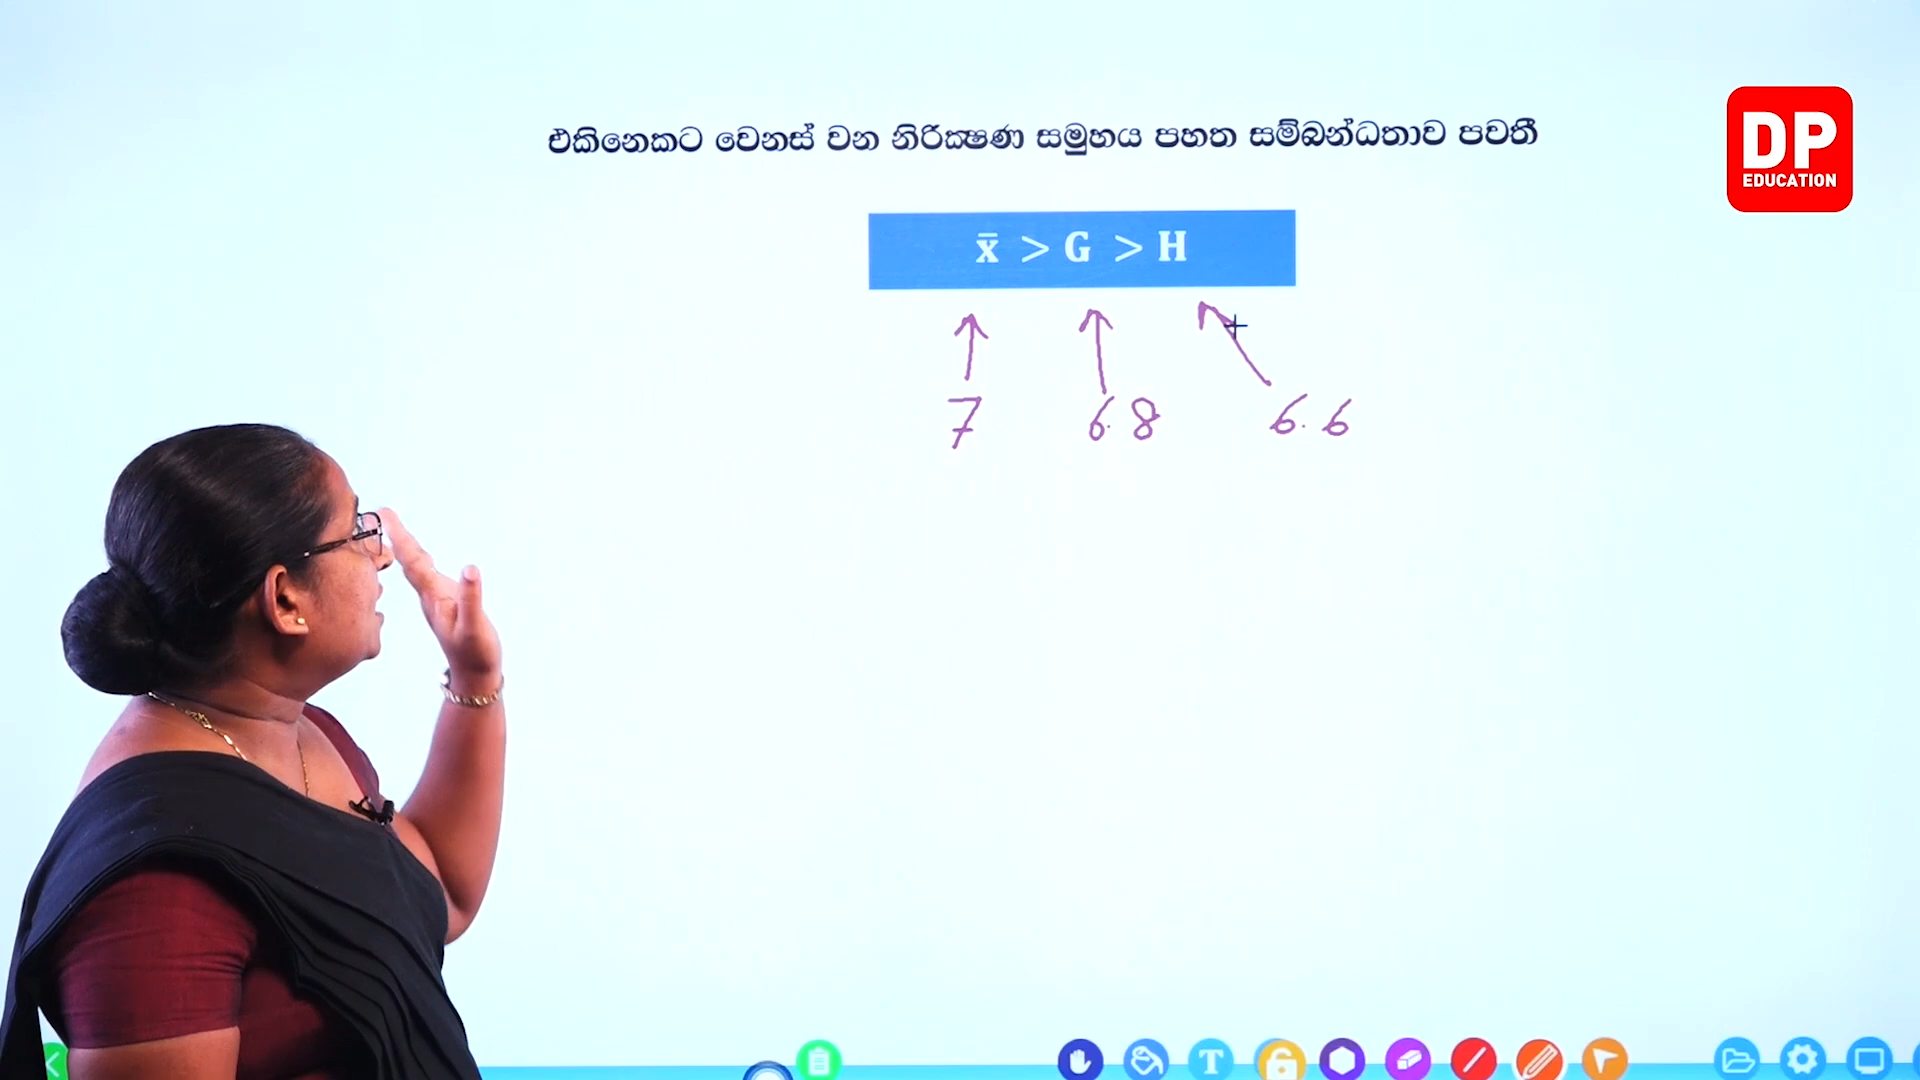 එකිනෙකට වෙනස් වන නිරීක්ෂණ සමුහය පහත සම්බන්ධතාව පවතී
DP
EDUCATION
x̄ > G > H
7 6.8 6.6
T